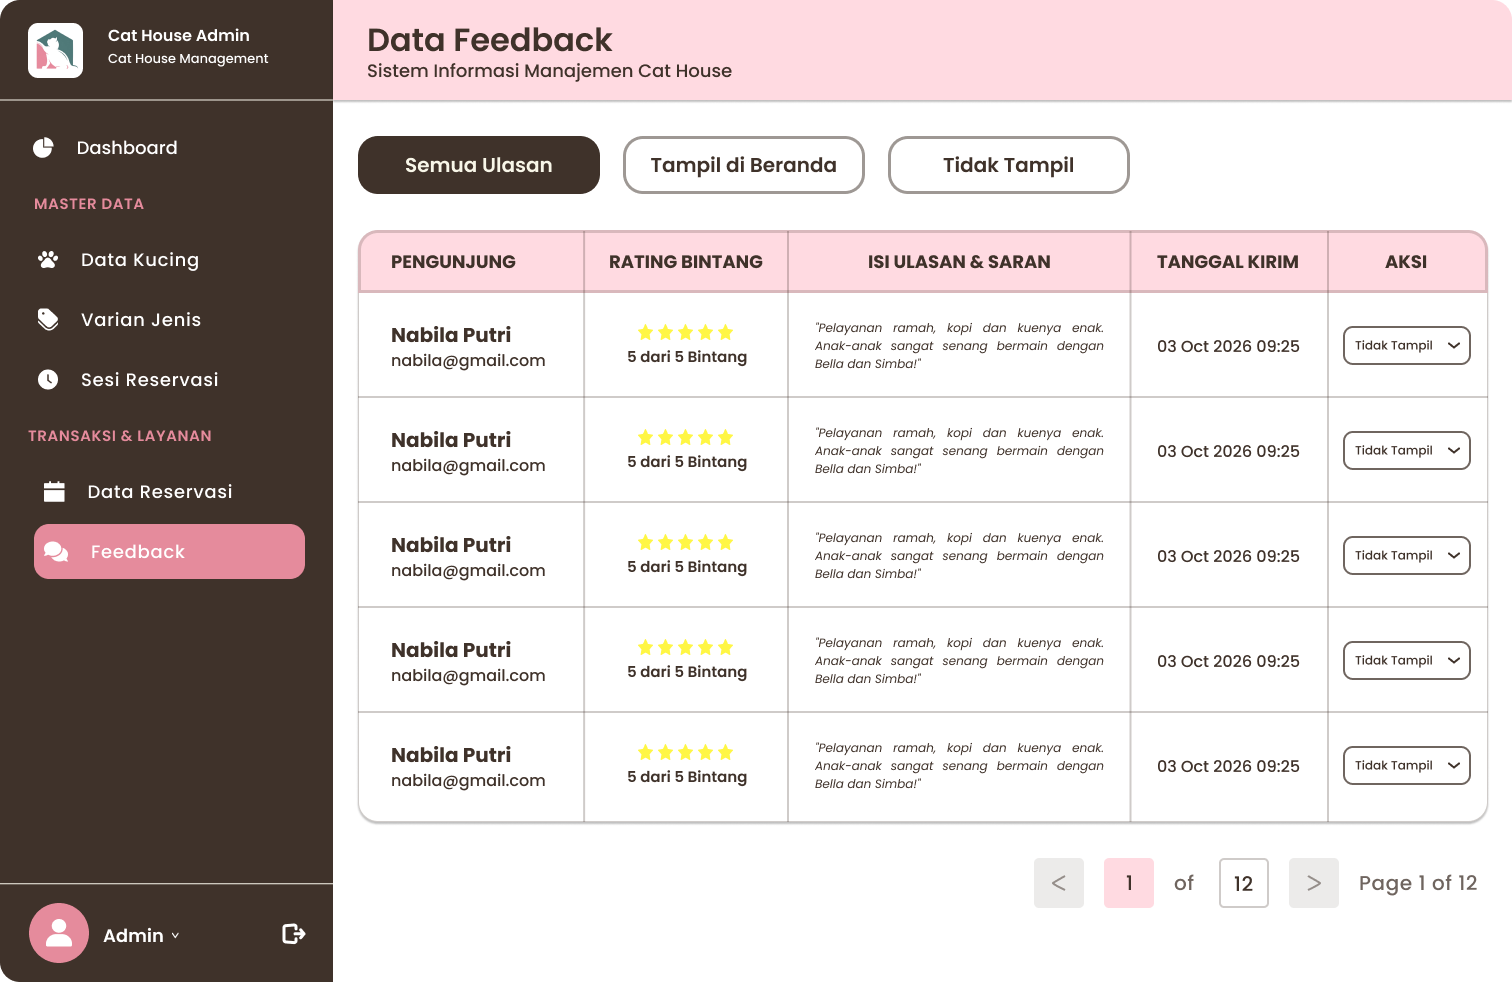 Cat House Admin
Cat House Management
Dashboard
MASTER DATA
Data Kucing
Varian Jenis
Sesi Reservasi
TRANSAKSI & LAYANAN
Data Reservasi
Feedback
Admin
Data Feedback
Sistem Informasi Manajemen Cat House
Semua Ulasan
Tampil di Beranda
Tidak Tampil
PENGUNJUNG
RATING BINTANG
ISI ULASAN & SARAN
TANGGAL KIRIM
AKSI
Nabila Putri
nabila@gmail.com
5 dari 5 Bintang
"Pelayanan ramah, kopi dan kuenya enak.
Anak-anak sangat senang bermain dengan
Bella dan Simba!"
03 Oct 2026 09:25
Tidak Tampil
Nabila Putri
nabila@gmail.com
5 dari 5 Bintang
"Pelayanan ramah, kopi dan kuenya enak.
Anak-anak sangat senang bermain dengan
Bella dan Simba!"
03 Oct 2026 09:25
Tidak Tampil
Nabila Putri
nabila@gmail.com
5 dari 5 Bintang
"Pelayanan ramah, kopi dan kuenya enak.
Anak-anak sangat senang bermain dengan
Bella dan Simba!"
03 Oct 2026 09:25
Tidak Tampil
Nabila Putri
nabila@gmail.com
5 dari 5 Bintang
"Pelayanan ramah, kopi dan kuenya enak.
Anak-anak sangat senang bermain dengan
Bella dan Simba!"
03 Oct 2026 09:25
Tidak Tampil
Nabila Putri
nabila@gmail.com
5 dari 5 Bintang
"Pelayanan ramah, kopi dan kuenya enak.
Anak-anak sangat senang bermain dengan
Bella dan Simba!"
03 Oct 2026 09:25
Tidak Tampil
< 1 of 12 > Page 1 of 12